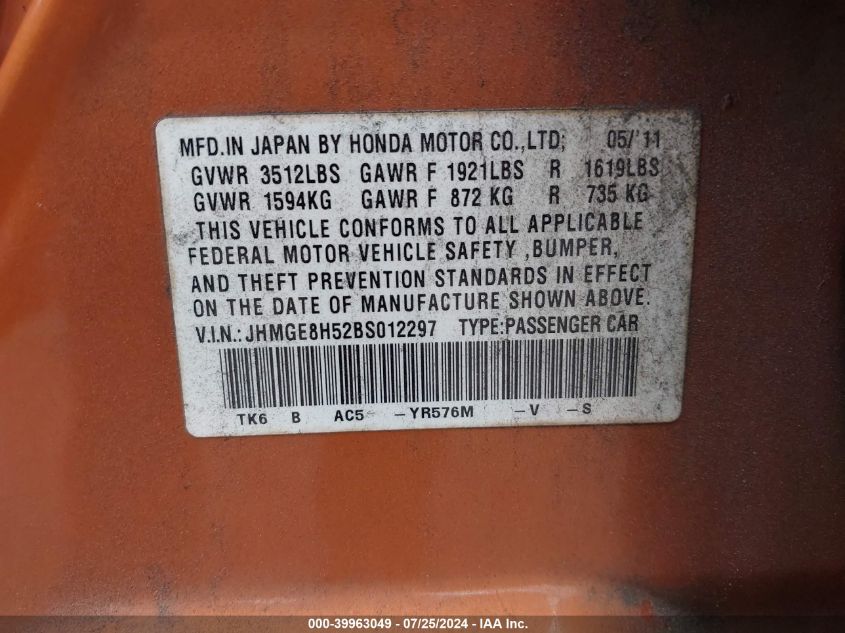 MFD.IN JAPAN BY HONDA MOTOR CO.,LTD; 05/'11
GVWR 3512LBS GAWR F 1921LBS R 1619LBS
GVWR 1594KG GAWR F 872 KG R 735 KG
THIS VEHICLE CONFORMS TO ALL APPLICABLE
FEDERAL MOTOR VEHICLE SAFETY ,BUMPER,
AND THEFT PREVENTION STANDARDS IN EFFECT
ON THE DATE OF MANUFACTURE SHOWN ABOVE.
V.I.N.: JHMGE8H52BS012297 TYPE:PASSENGER CAR
TK6 B AC5 -YR576M -V -S
000-39963049 - 07/25/2024 - IAA Inc.